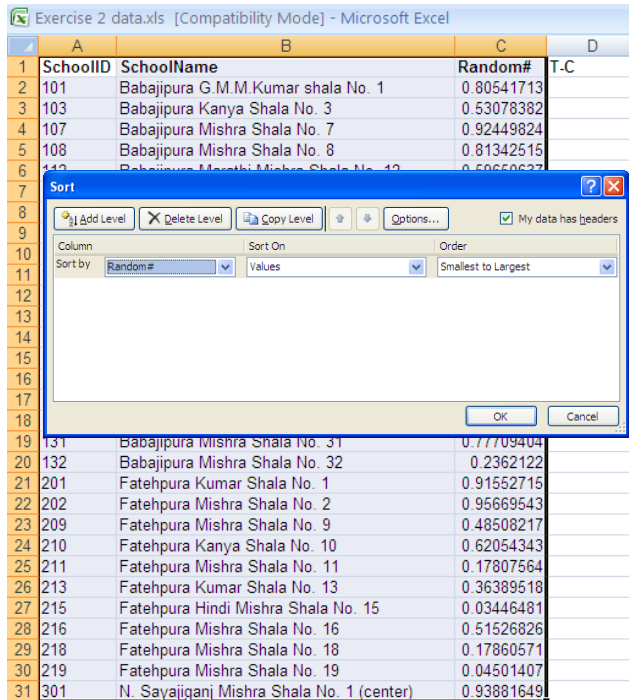 Exercise 2 data.xls [Compatibility Mode] - Microsoft Excel
A B C D
1 SchoolID SchoolName Random# T-C
2 101 Babajipura G.M.M.Kumar shala No. 1 0.80541713
3 103 Babajipura Kanya Shala No. 3 0.53078382
4 107 Babajipura Mishra Shala No. 7 0.92449824
5 108 Babajipura Mishra Shala No. 8 0.81342515
6 Babajipura Marathi Mishra Shala No. 12
7
Sort
8
Add Level Delete Level Copy Level Options... My data has headers
9
Column Sort On Order
10
Sort by Random# Values Smallest to Largest
11
12
13
14
15
16
17
18
OK Cancel
19 131 Babajipura Mishra Shala No. 31 0.77709404
20 132 Babajipura Mishra Shala No. 32 0.2362122
21 201 Fatehpura Kumar Shala No. 1 0.91552715
22 202 Fatehpura Mishra Shala No. 2 0.95669543
23 209 Fatehpura Mishra Shala No. 9 0.48508217
24 210 Fatehpura Kanya Shala No. 10 0.62054343
25 211 Fatehpura Mishra Shala No. 11 0.17807564
26 213 Fatehpura Kumar Shala No. 13 0.36389518
27 215 Fatehpura Hindi Mishra Shala No. 15 0.03446481
28 216 Fatehpura Mishra Shala No. 16 0.51526826
29 218 Fatehpura Mishra Shala No. 18 0.17860571
30 219 Fatehpura Mishra Shala No. 19 0.04501407
31 301 N. Sayajiganj Mishra Shala No. 1 (center) 0.93881649